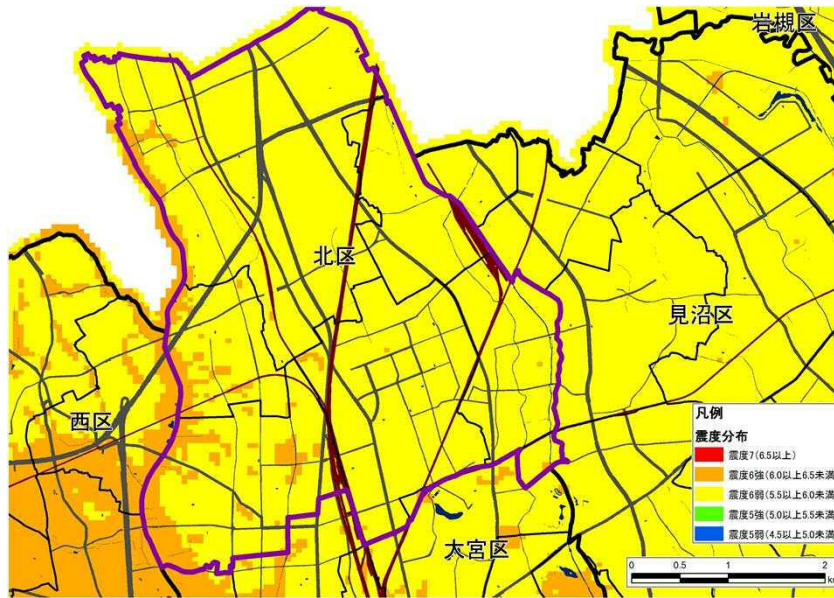 岩槻区
北区
見沼区
西区
大宮区
凡例
震度分布
震度7(6.5以上)
震度6強(6.0以上6.5未満
震度6弱(5.5以上6.0未満
震度5強(5.0以上5.5未満
震度5弱(4.5以上5.0未満
0 0.5 1 2